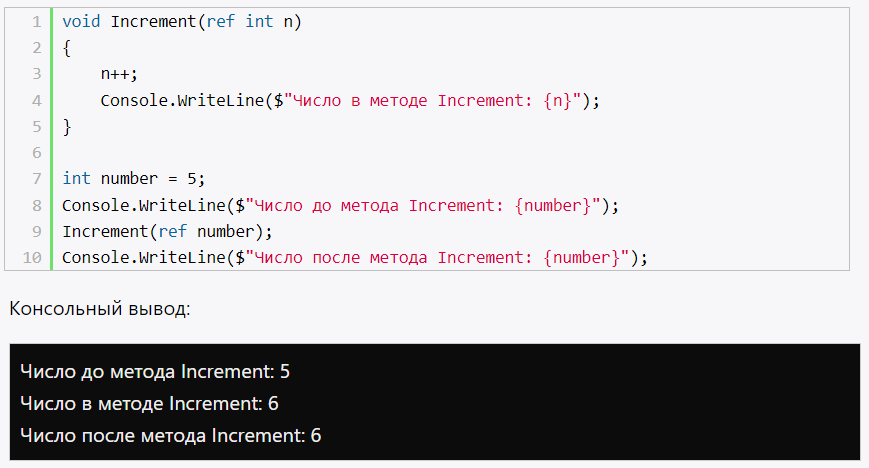 1 void Increment(ref int n)
2 {
3     n++;
4     Console.WriteLine($"Число в методе Increment: {n}");
5 }
6
7 int number = 5;
8 Console.WriteLine($"Число до метода Increment: {number}");
9 Increment(ref number);
10 Console.WriteLine($"Число после метода Increment: {number}");
Консольный вывод:
Число до метода Increment: 5
Число в методе Increment: 6
Число после метода Increment: 6